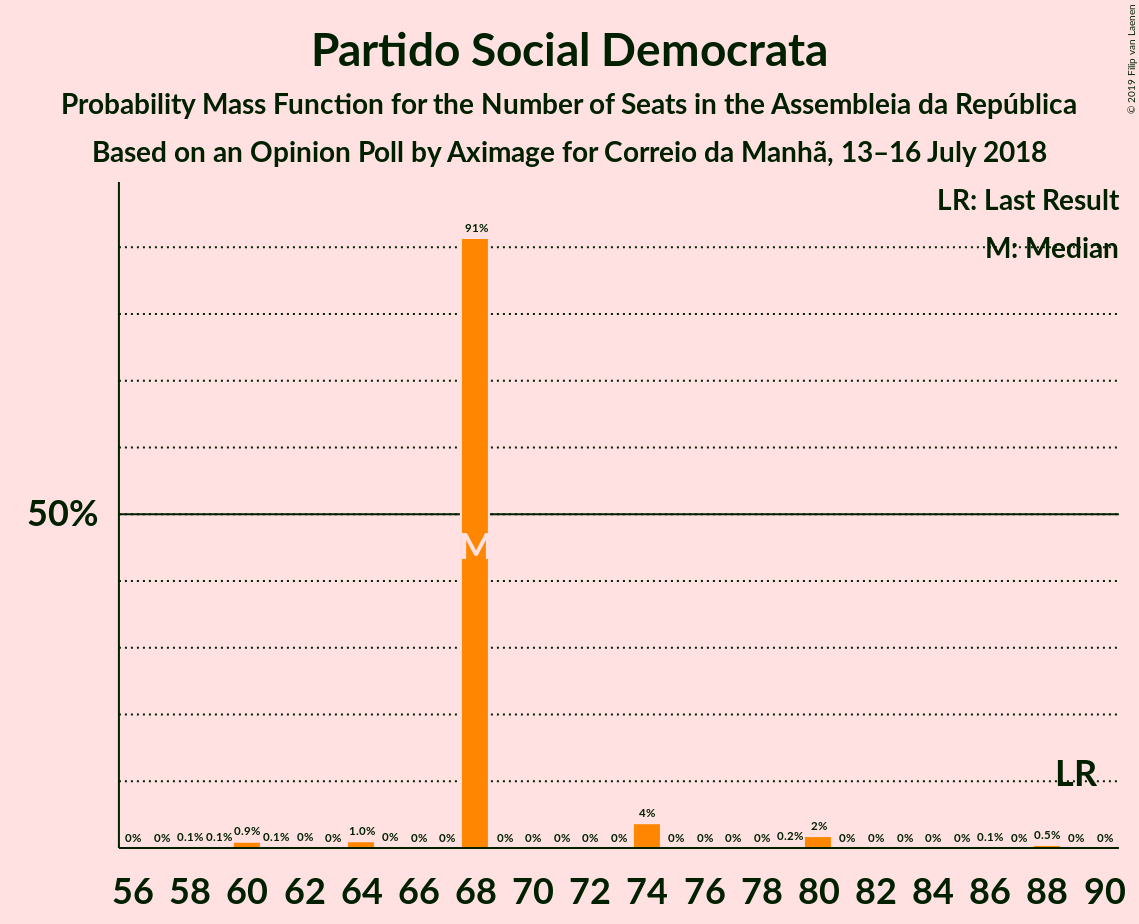 Partido Social Democrata
Probability Mass Function for the Number of Seats in the Assembleia da República
Based on an Opinion Poll by Aximage for Correio da Manhã, 13–16 July 2018
© 2019 Filip van Laenen
LR: Last Result
M: Median
91%
50%
M
LR
0% 0% 0.1% 0.1% 0.9% 0.1% 0% 0% 1.0% 0% 0% 0% 0% 0% 0% 0% 0% 4% 0% 0% 0% 0% 0.2% 2% 0% 0% 0% 0% 0% 0.1% 0% 0.5% 0% 0%
56 58 60 62 64 66 68 70 72 74 76 78 80 82 84 86 88 90